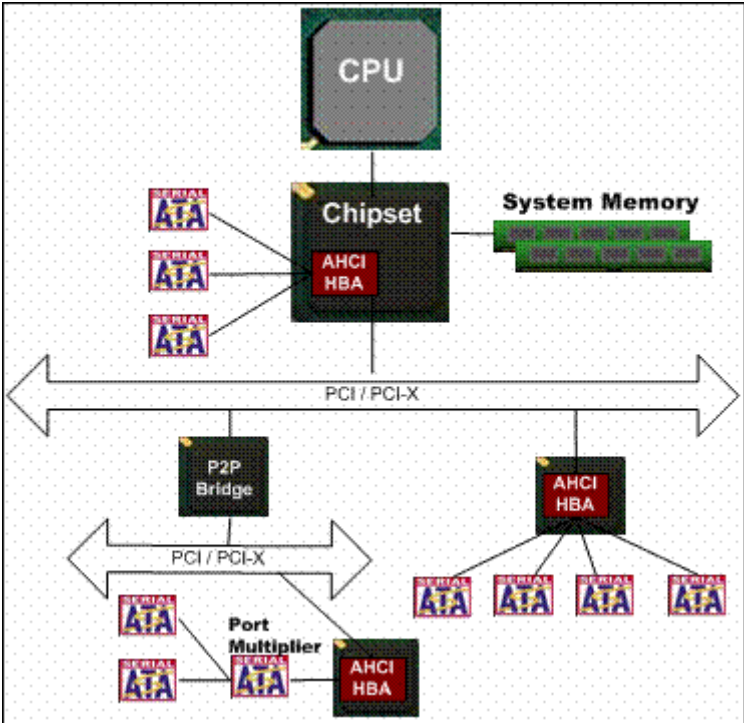 CPU
SERIAL
ATA
Chipset
System Memory
SERIAL
ATA
AHCI
HBA
SERIAL
ATA
PCI / PCI-X
P2P
Bridge
AHCI
HBA
PCI / PCI-X
SERIAL
ATA
SERIAL
ATA
SERIAL
ATA
SERIAL
ATA
SERIAL
ATA
Port
Multiplier
SERIAL
ATA
SERIAL
ATA
AHCI
HBA